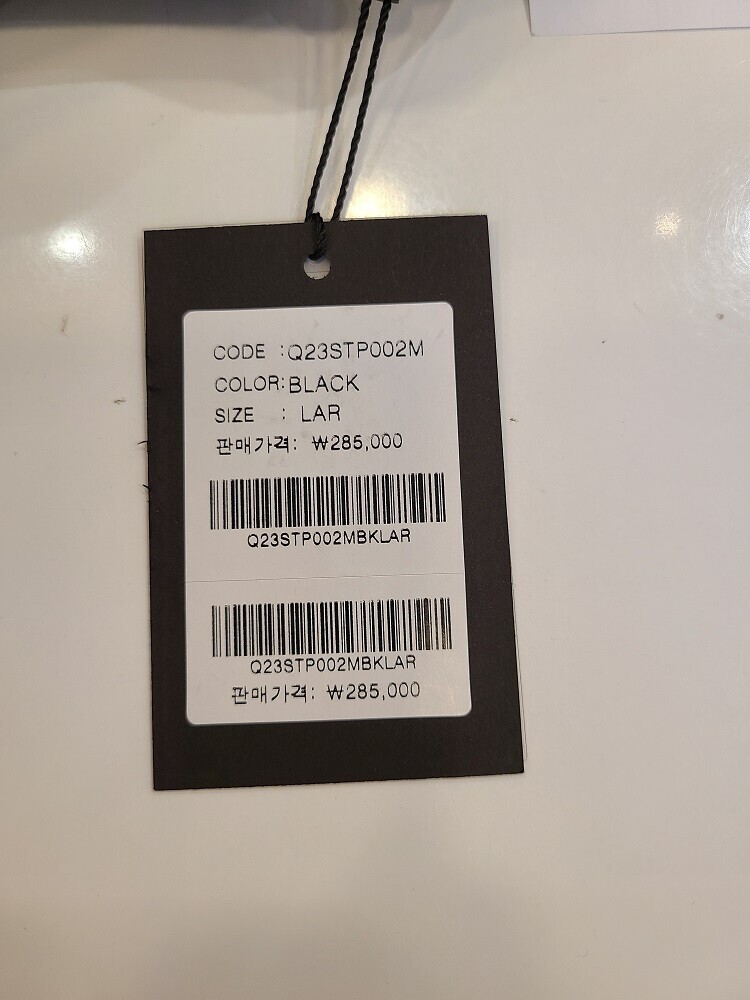 CODE :Q23STP002M
COLOR:BLACK
SIZE : LAR
판매가격: ₩285,000
Q23STP002MBKLAR
Q23STP002MBKLAR
판매가격: ₩285,000